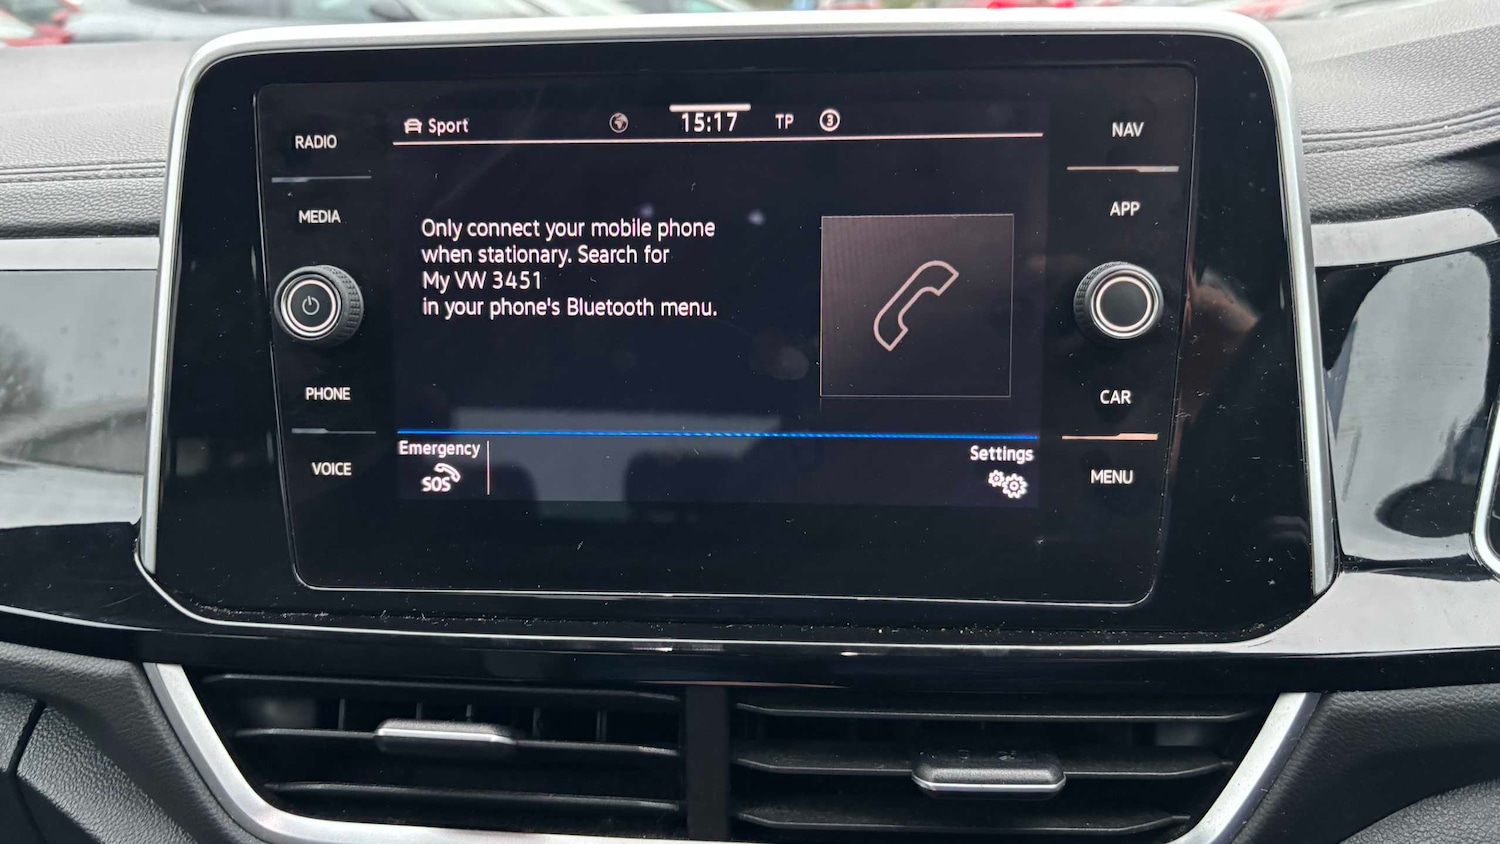 Sport
15:17
TP
3
RADIO
MEDIA
PHONE
VOICE
Only connect your mobile phone
when stationary. Search for
My VW 3451
in your phone's Bluetooth menu.
Emergency
SOS
Settings
NAV
APP
CAR
MENU